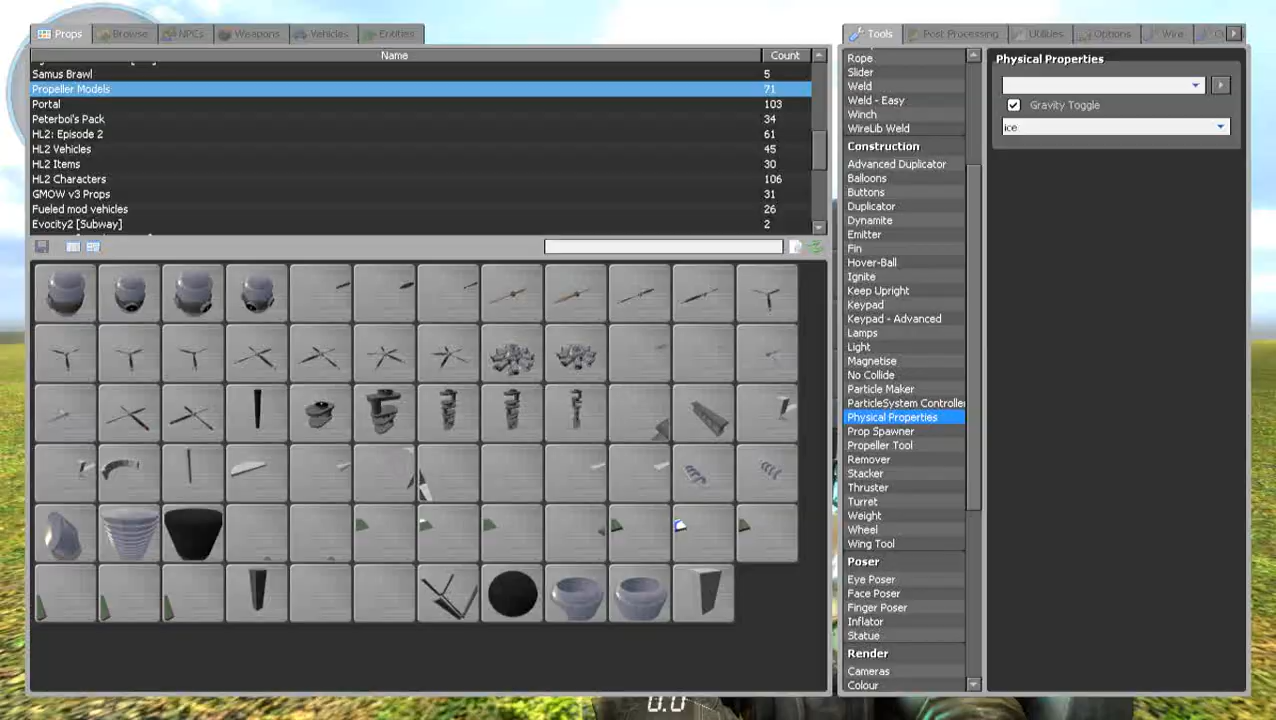 Props
Browse
NPCs
Weapons
Vehicles
Entities
Name
Count
Samus Brawl 5
Propeller Models 71
Portal 103
Peterboi's Pack 34
HL2: Episode 2 61
HL2 Vehicles 45
HL2 Items 30
HL2 Characters 106
GMOW v3 Props 31
Fueled mod vehicles 26
Evocity2 [Subway] 2
Tools
Post Processing
Utilities
Options
Wire
Rope
Slider
Weld
Weld - Easy
Winch
WireLib Weld
Construction
Advanced Duplicator
Balloons
Buttons
Duplicator
Dynamite
Emitter
Fin
Hover-Ball
Ignite
Keep Upright
Keypad
Keypad - Advanced
Lamps
Light
Magnetise
No Collide
Particle Maker
ParticleSystem Controller
Physical Properties
Prop Spawner
Propeller Tool
Remover
Stacker
Thruster
Turret
Weight
Wheel
Wing Tool
Poser
Eye Poser
Face Poser
Finger Poser
Inflator
Statue
Render
Cameras
Colour
Physical Properties
Gravity Toggle
ice
0.0